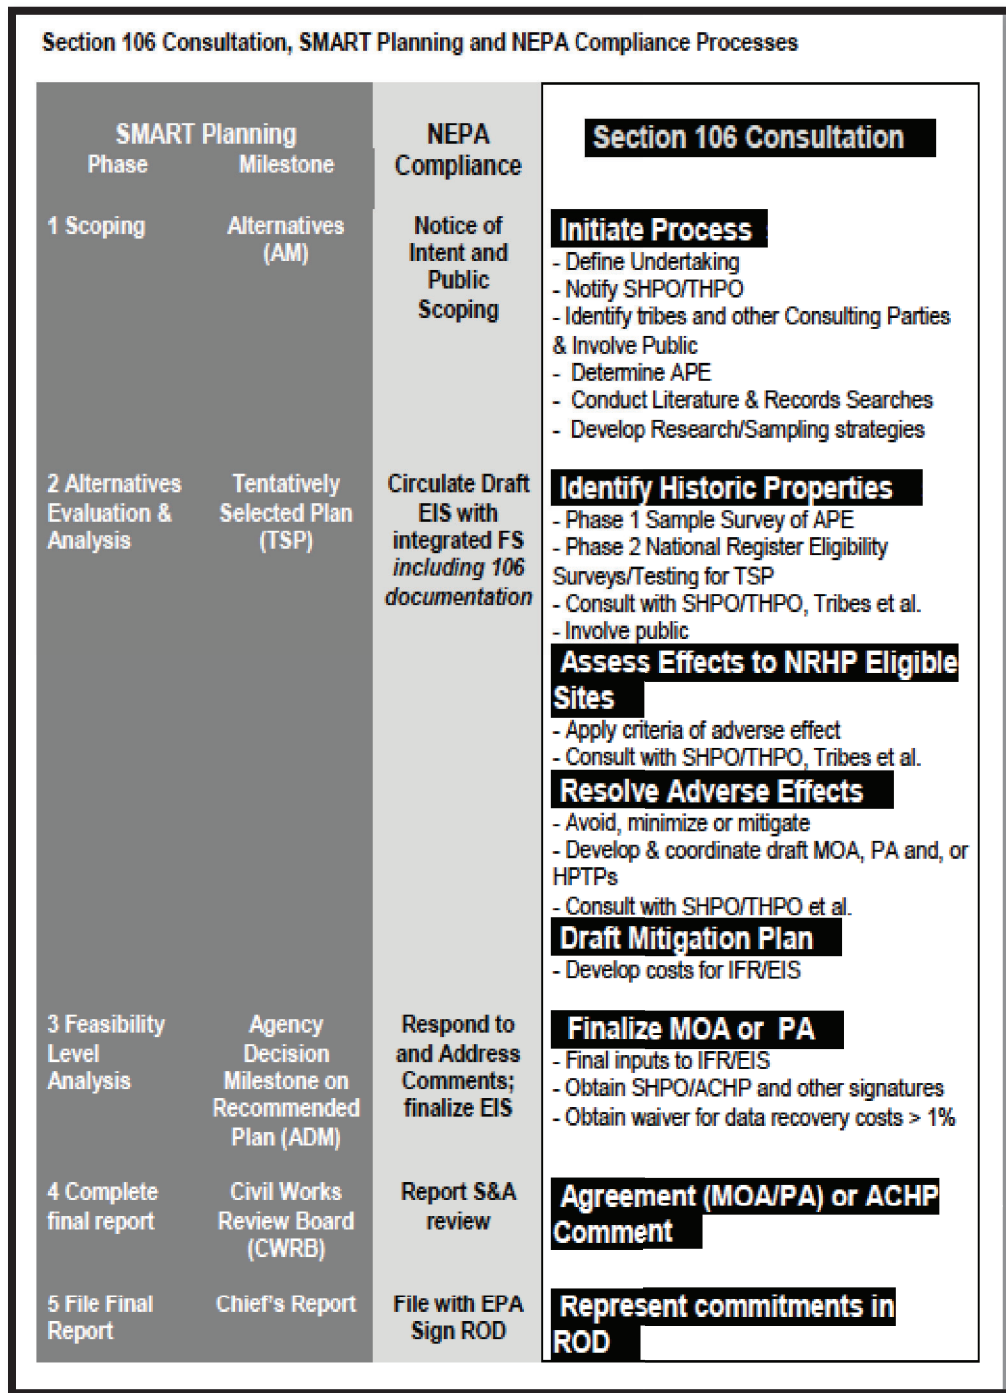 Section 106 Consultation, SMART Planning and NEPA Compliance Processes
SMART Planning
Phase
Milestone
NEPA
Compliance
Section 106 Consultation
1 Scoping
Alternatives
(AM)
Notice of
Intent and
Public
Scoping
Initiate Process
- Define Undertaking
- Notify SHPO/THPO
- Identify tribes and other Consulting Parties
& Involve Public
- Determine APE
- Conduct Literature & Records Searches
- Develop Research/Sampling strategies
2 Alternatives
Evaluation &
Analysis
Tentatively
Selected Plan
(TSP)
Circulate Draft
EIS with
integrated FS
including 106
documentation
Identify Historic Properties
- Phase 1 Sample Survey of APE
- Phase 2 National Register Eligibility
Surveys/Testing for TSP
- Consult with SHPO/THPO, Tribes et al.
- Involve public
Assess Effects to NRHP Eligible
Sites
- Apply criteria of adverse effect
- Consult with SHPO/THPO, Tribes et al.
Resolve Adverse Effects
- Avoid, minimize or mitigate
- Develop & coordinate draft MOA, PA and, or
HPTPs
- Consult with SHPO/THPO et al.
Draft Mitigation Plan
- Develop costs for IFR/EIS
3 Feasibility
Level
Analysis
Agency
Decision
Milestone on
Recommended
Plan (ADM)
Respond to
and Address
Comments;
finalize EIS
Finalize MOA or PA
- Final inputs to IFR/EIS
- Obtain SHPO/ACHP and other signatures
- Obtain waiver for data recovery costs > 1%
4 Complete
final report
Civil Works
Review Board
(CWRB)
Report S&A
review
Agreement (MOA/PA) or ACHP
Comment
5 File Final
Report
Chief's Report
File with EPA
Sign ROD
Represent commitments in
ROD